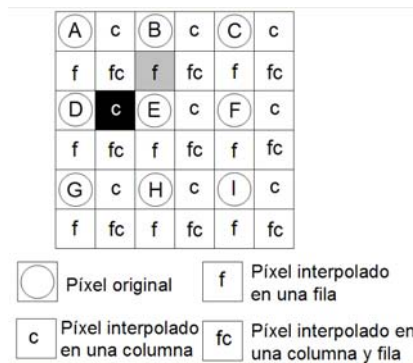 A c B c C c
f fc f fc f fc
D c E c F c
f fc f fc f fc
G c H c I c
f fc f fc f fc
Píxel original
f Píxel interpolado
en una fila
c Píxel interpolado
en una columna
fc Píxel interpolado en
una columna y fila